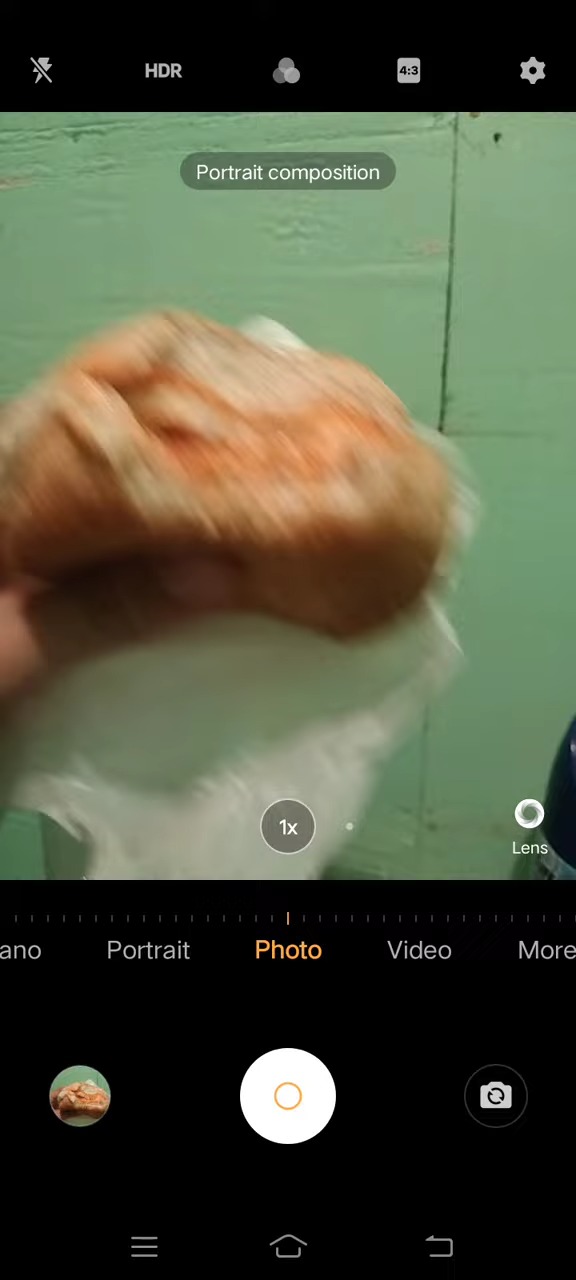 HDR
4:3
Portrait composition
1x
Lens
ano Portrait Photo Video More